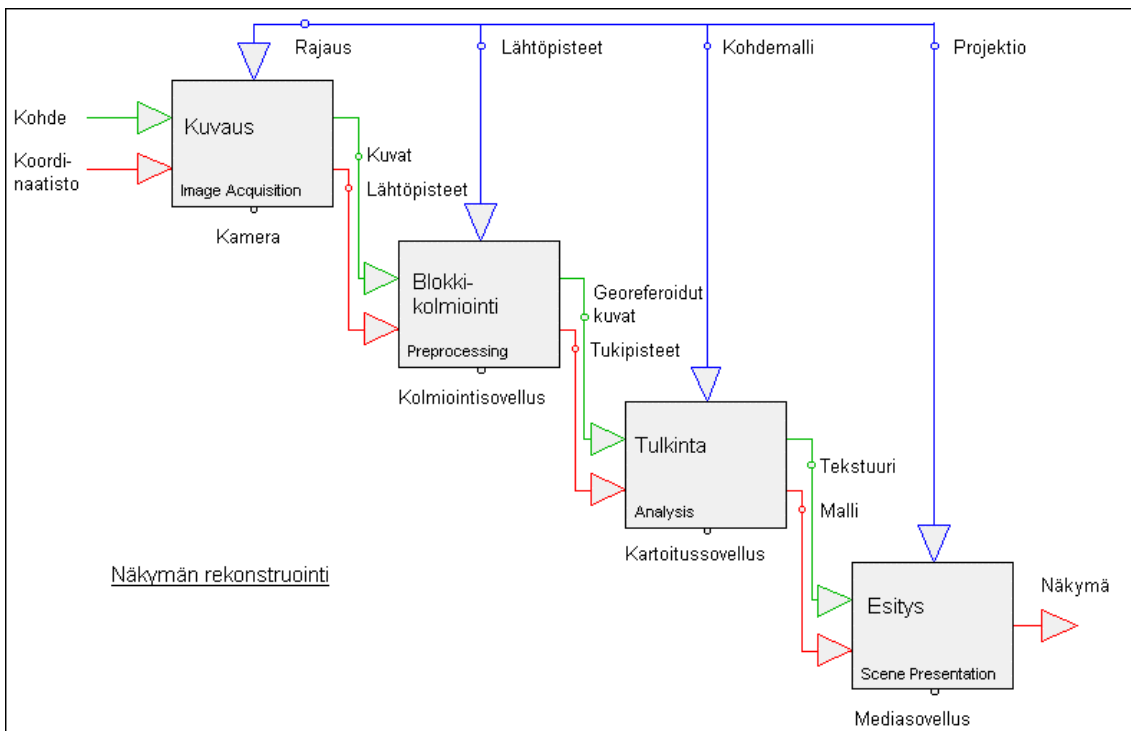 Rajaus
Lähtöpisteet
Kohdemalli
Projektio
Kohde
Koordi-
naatisto
Kuvaus
Image Acquisition
Kamera
Kuvat
Lähtöpisteet
Blokki-
kolmiointi
Preprocessing
Kolmiointisovellus
Georeferoidut
kuvat
Tukipisteet
Tulkinta
Analysis
Kartoitussovellus
Tekstuuri
Malli
Näkymän rekonstruointi
Esitys
Scene Presentation
Mediasovellus
Näkymä